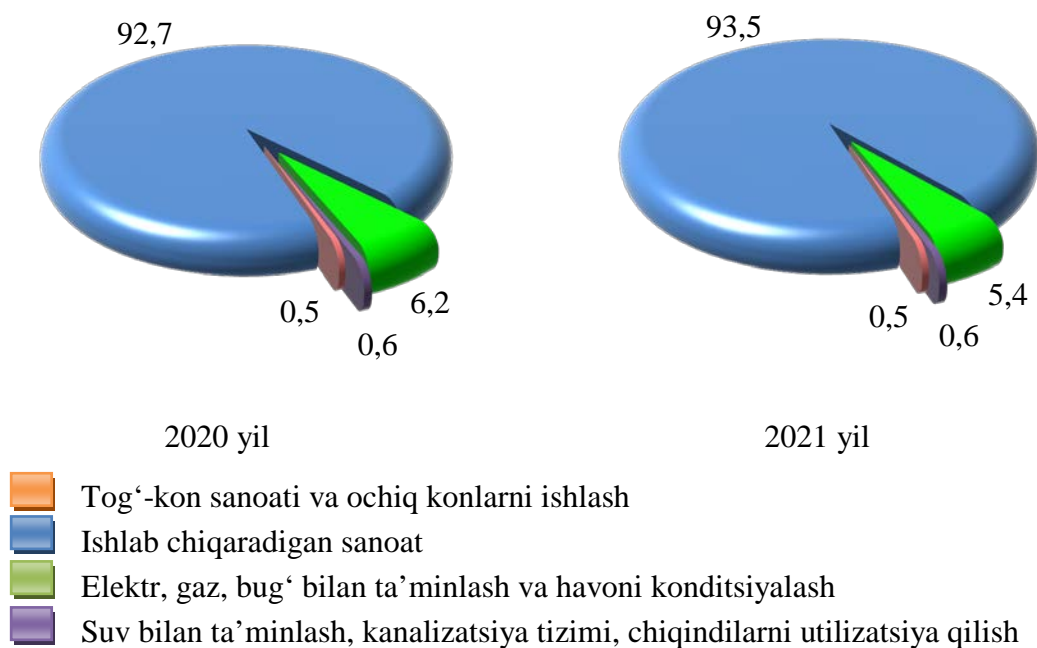 92,7
93,5
0,5
6,2
0,6
0,5
5,4
0,6
2020 yil
2021 yil
Tog‘-kon sanoati va ochiq konlarni ishlash
Ishlab chiqaradigan sanoat
Elektr, gaz, bug‘ bilan ta’minlash va havoni konditsiyalash
Suv bilan ta’minlash, kanalizatsiya tizimi, chiqindilarni utilizatsiya qilish